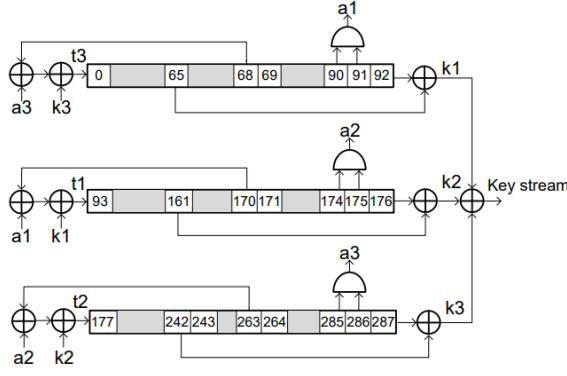 a1
t3
0 65 68 69 90 91 92
k1
a3 k3
a2
t1
93 161 170 171 174 175 176
k2
Key stream
a1 k1
a3
t2
177 242 243 263 264 285 286 287
k3
a2 k2